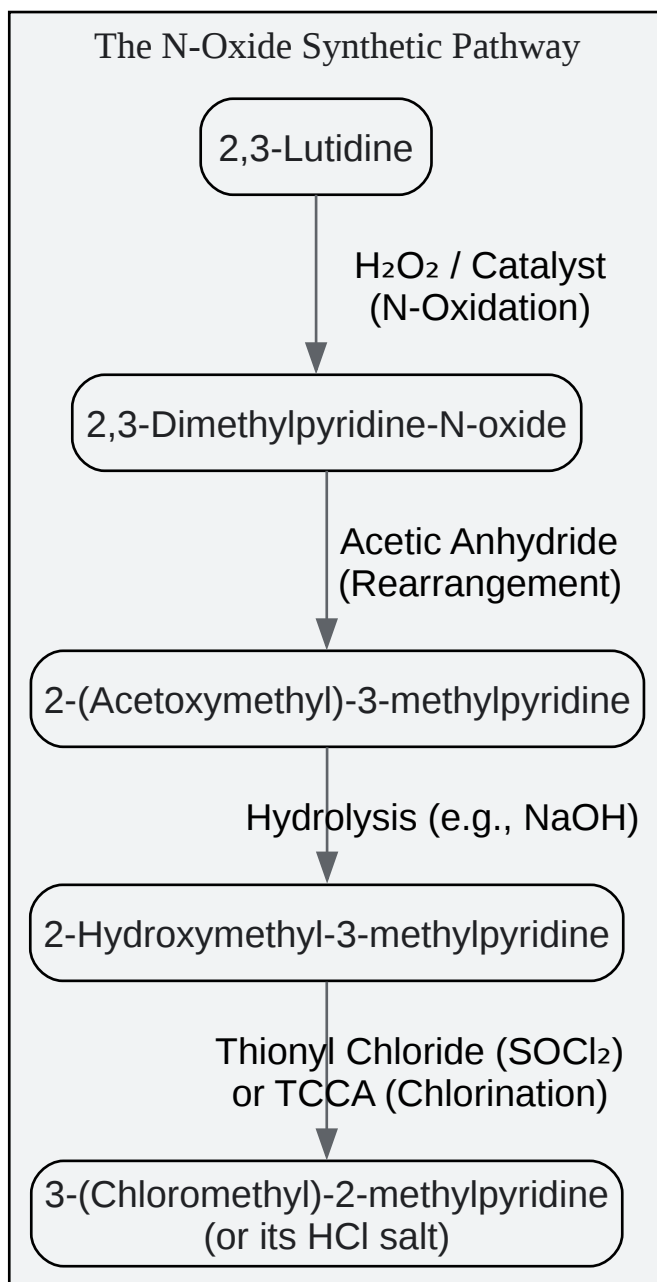 The N-Oxide Synthetic Pathway
2,3-Lutidine
H₂O₂ / Catalyst
(N-Oxidation)
2,3-Dimethylpyridine-N-oxide
Acetic Anhydride
(Rearrangement)
2-(Acetoxymethyl)-3-methylpyridine
Hydrolysis (e.g., NaOH)
2-Hydroxymethyl-3-methylpyridine
Thionyl Chloride (SOCl₂)
or TCCA (Chlorination)
3-(Chloromethyl)-2-methylpyridine
(or its HCl salt)